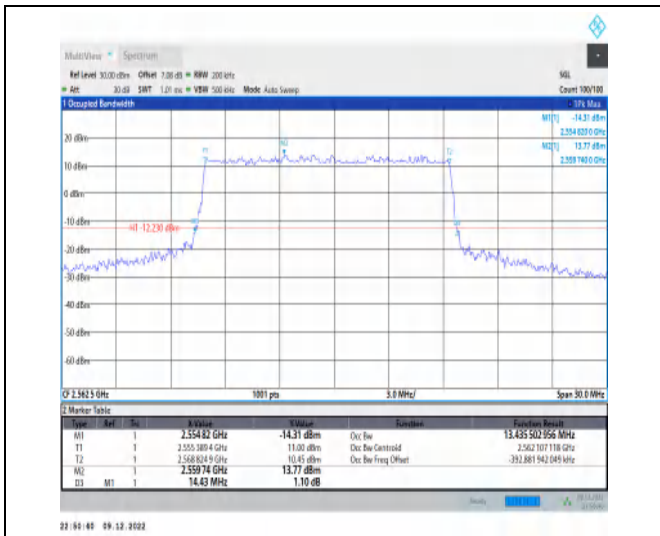 MultiView Spectrum
Ref Level 30.00 dBm Offset 7.08 dB RBW 200 kHz SGL
Att 30 dB SWT 1.01 ms VBW 500 kHz Mode Auto Sweep Count 100/100
1 Occupied Bandwidth 1Pk Max
M1[1] -14.31 dBm
2.554 820 0 GHz
M2[1] 13.77 dBm
2.559 740 0 GHz
20 dBm
10 dBm
0 dBm
-10 dBm
H1 -12.230 dBm
-20 dBm
-30 dBm
-40 dBm
-50 dBm
-60 dBm
CF 2.562 5 GHz 1001 pts 3.0 MHz/ Span 30.0 MHz
2 Marker Table
Type Ref Trc X-Value Y-Value Function Function Result
M1 1 2.554 82 GHz -14.31 dBm Occ Bw 13.435 502 956 MHz
T1 1 2.555 389 4 GHz 11.00 dBm Occ Bw Centroid 2.562 107 118 GHz
T2 1 2.568 824 9 GHz 10.45 dBm Occ Bw Freq Offset -392.881 942 049 kHz
M2 1 2.559 74 GHz 13.77 dBm
D3 M1 1 14.43 MHz 1.10 dB
Ready
22:50:40 09.12.2022